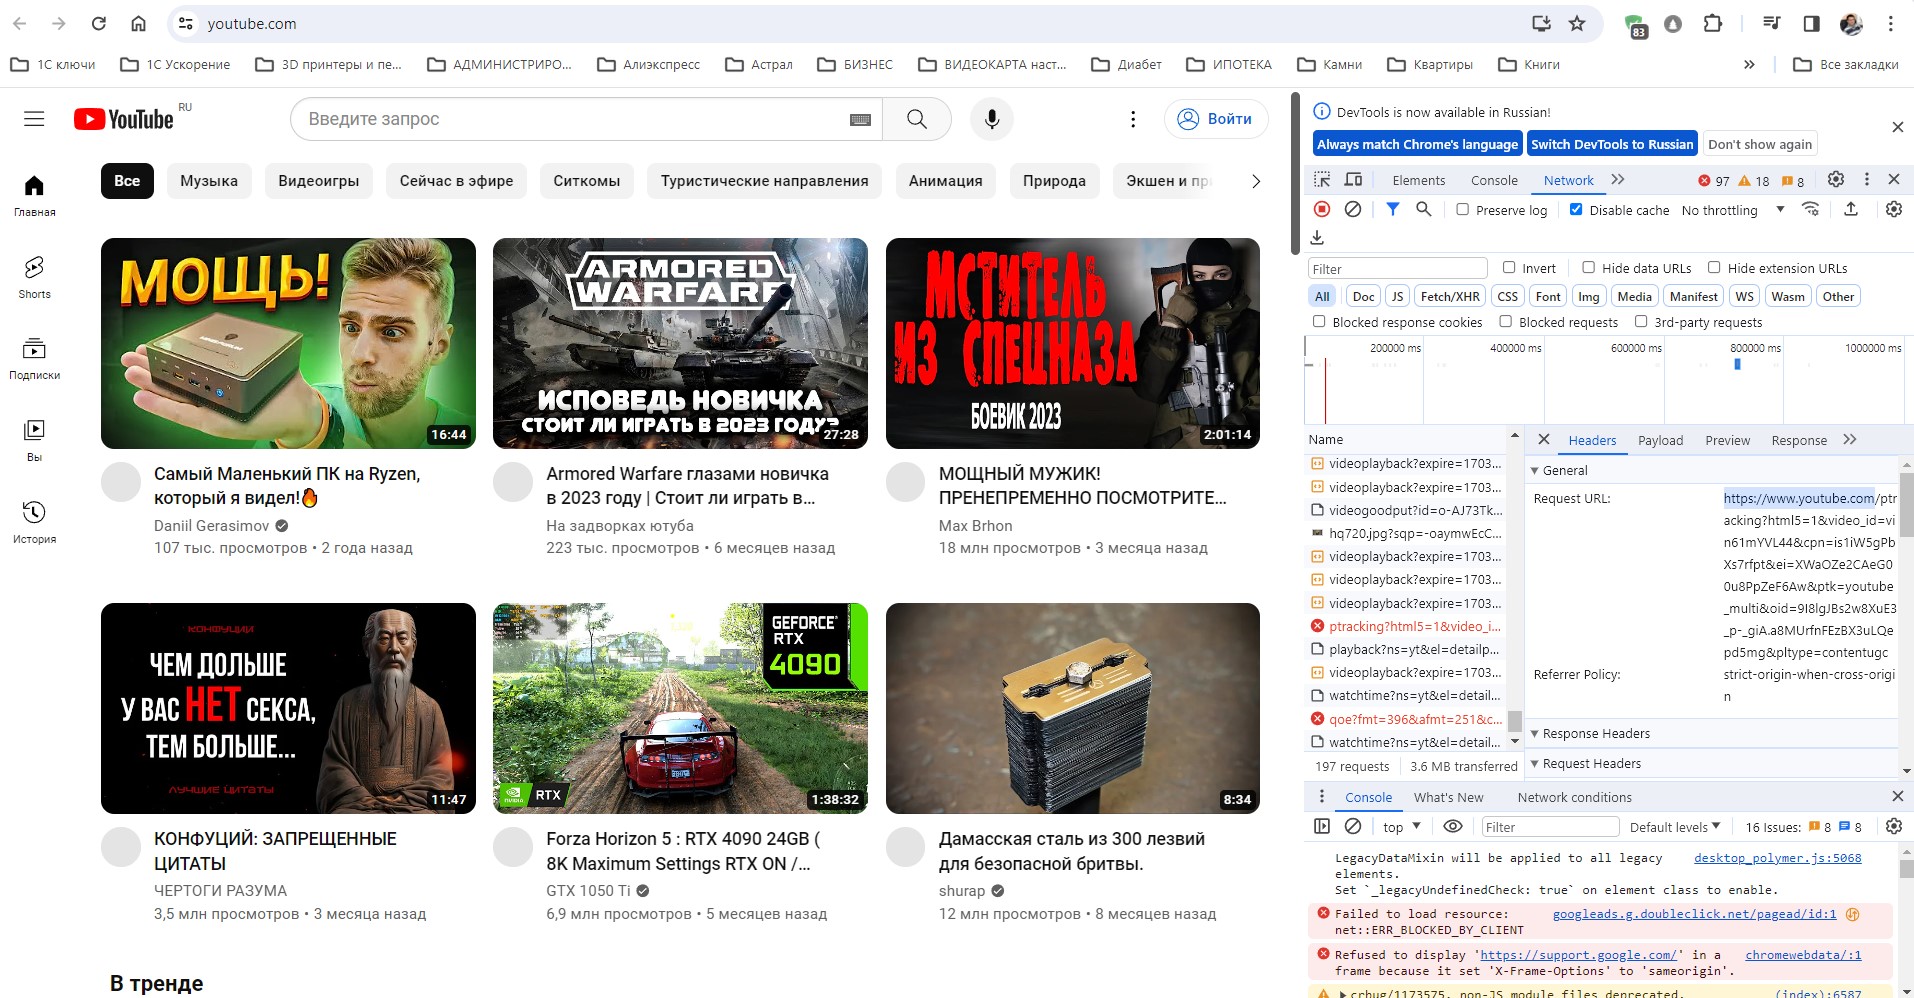 youtube.com
83
1С ключи
1С Ускорение
3D принтеры и пе...
АДМИНИСТРИРО...
Алиэкспресс
Астрал
БИЗНЕС
ВИДЕОКАРТА наст...
Диабет
ИПОТЕКА
Камни
Квартиры
Книги
Все закладки
YouTube RU
Введите запрос
Войти
Главная
Shorts
Подписки
Вы
История
Все
Музыка
Видеоигры
Сейчас в эфире
Ситкомы
Туристические направления
Анимация
Природа
Экшен и пр
МОЩЬ!
16:44
Самый Маленький ПК на Ryzen,
который я видел!🔥
Daniil Gerasimov
107 тыс. просмотров • 2 года назад
ARMORED
WARFARE
ИСПОВЕДЬ НОВИЧКА
СТОИТ ЛИ ИГРАТЬ В 2023 ГОДУ?
27:28
Armored Warfare глазами новичка
в 2023 году | Стоит ли играть в...
На задворках ютуба
223 тыс. просмотров • 6 месяцев назад
МСТИТЕЛЬ
ИЗ СПЕЦНАЗА
БОЕВИК 2023
2:01:14
МОЩНЫЙ МУЖИК!
ПРЕНЕПРЕМЕННО ПОСМОТРИТЕ...
Max Brhon
18 млн просмотров • 3 месяца назад
КОНФУЦИЙ
ЧЕМ ДОЛЬШЕ
У ВАС НЕТ СЕКСА,
ТЕМ БОЛЬШЕ...
ЛУЧШИЕ ЦИТАТЫ
11:47
КОНФУЦИЙ: ЗАПРЕЩЕННЫЕ
ЦИТАТЫ
ЧЕРТОГИ РАЗУМА
3,5 млн просмотров • 3 месяца назад
GEFORCE
RTX
4090
NVIDIA
RTX
1:38:32
Forza Horizon 5 : RTX 4090 24GB (
8K Maximum Settings RTX ON /...
GTX 1050 Ti
6,9 млн просмотров • 5 месяцев назад
8:34
Дамасская сталь из 300 лезвий
для безопасной бритвы.
shurap
12 млн просмотров • 8 месяцев назад
В тренде
DevTools is now available in Russian!
Always match Chrome's language
Switch DevTools to Russian
Don't show again
Elements
Console
Network
97
18
8
Preserve log
Disable cache
No throttling
Filter
Invert
Hide data URLs
Hide extension URLs
All
Doc
JS
Fetch/XHR
CSS
Font
Img
Media
Manifest
WS
Wasm
Other
Blocked response cookies
Blocked requests
3rd-party requests
200000 ms
400000 ms
600000 ms
800000 ms
1000000 ms
Name
videoplayback?expire=1703...
videoplayback?expire=1703...
videogoodput?id=o-AJ73Tk...
hq720.jpg?sqp=-oaymwEcC...
videoplayback?expire=1703...
videoplayback?expire=1703...
videoplayback?expire=1703...
ptracking?html5=1&video_i...
playback?ns=yt&el=detailp...
videoplayback?expire=1703...
watchtime?ns=yt&el=detail...
qoe?fmt=396&afmt=251&c...
watchtime?ns=yt&el=detail...
197 requests
3.6 MB transferred
Headers
Payload
Preview
Response
General
Request URL:
https://www.youtube.com/ptr
acking?html5=1&video_id=vi
n61mYVL44&cpn=is1iW5gPb
Xs7rfpt&ei=XWaOZe2CAeG0
0u8PpZeF6Aw&ptk=youtube
_multi&oid=9I8lgJBs2w8XuE3
_p-_giA.a8MUrfnFEzBX3uLQe
pd5mg&pltype=contentugc
Referrer Policy:
strict-origin-when-cross-origi
n
Response Headers
Request Headers
Console
What's New
Network conditions
top
Filter
Default levels
16 Issues:
8
8
LegacyDataMixin will be applied to all legacy
desktop_polymer.js:5068
elements.
Set `_legacyUndefinedCheck: true` on element class to enable.
Failed to load resource:
googleads.g.doubleclick.net/pagead/id:1
net::ERR_BLOCKED_BY_CLIENT
Refused to display 'https://support.google.com/' in a
chromewebdata/:1
frame because it set 'X-Frame-Options' to 'sameorigin'.
crbug/1173575, non-JS module files deprecated.
(index):6587